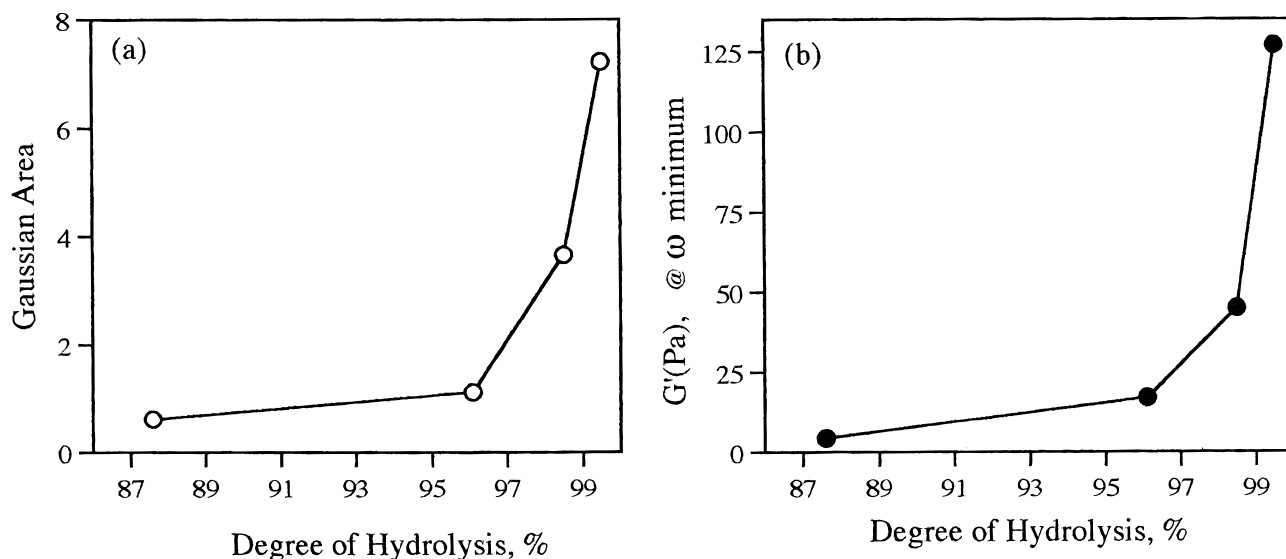 (a)
8
6
4
2
0
Gaussian Area
87 89 91 93 95 97 99
Degree of Hydrolysis, %
(b)
125
100
75
50
25
0
G'(Pa), @ ω minimum
87 89 91 93 95 97 99
Degree of Hydrolysis, %